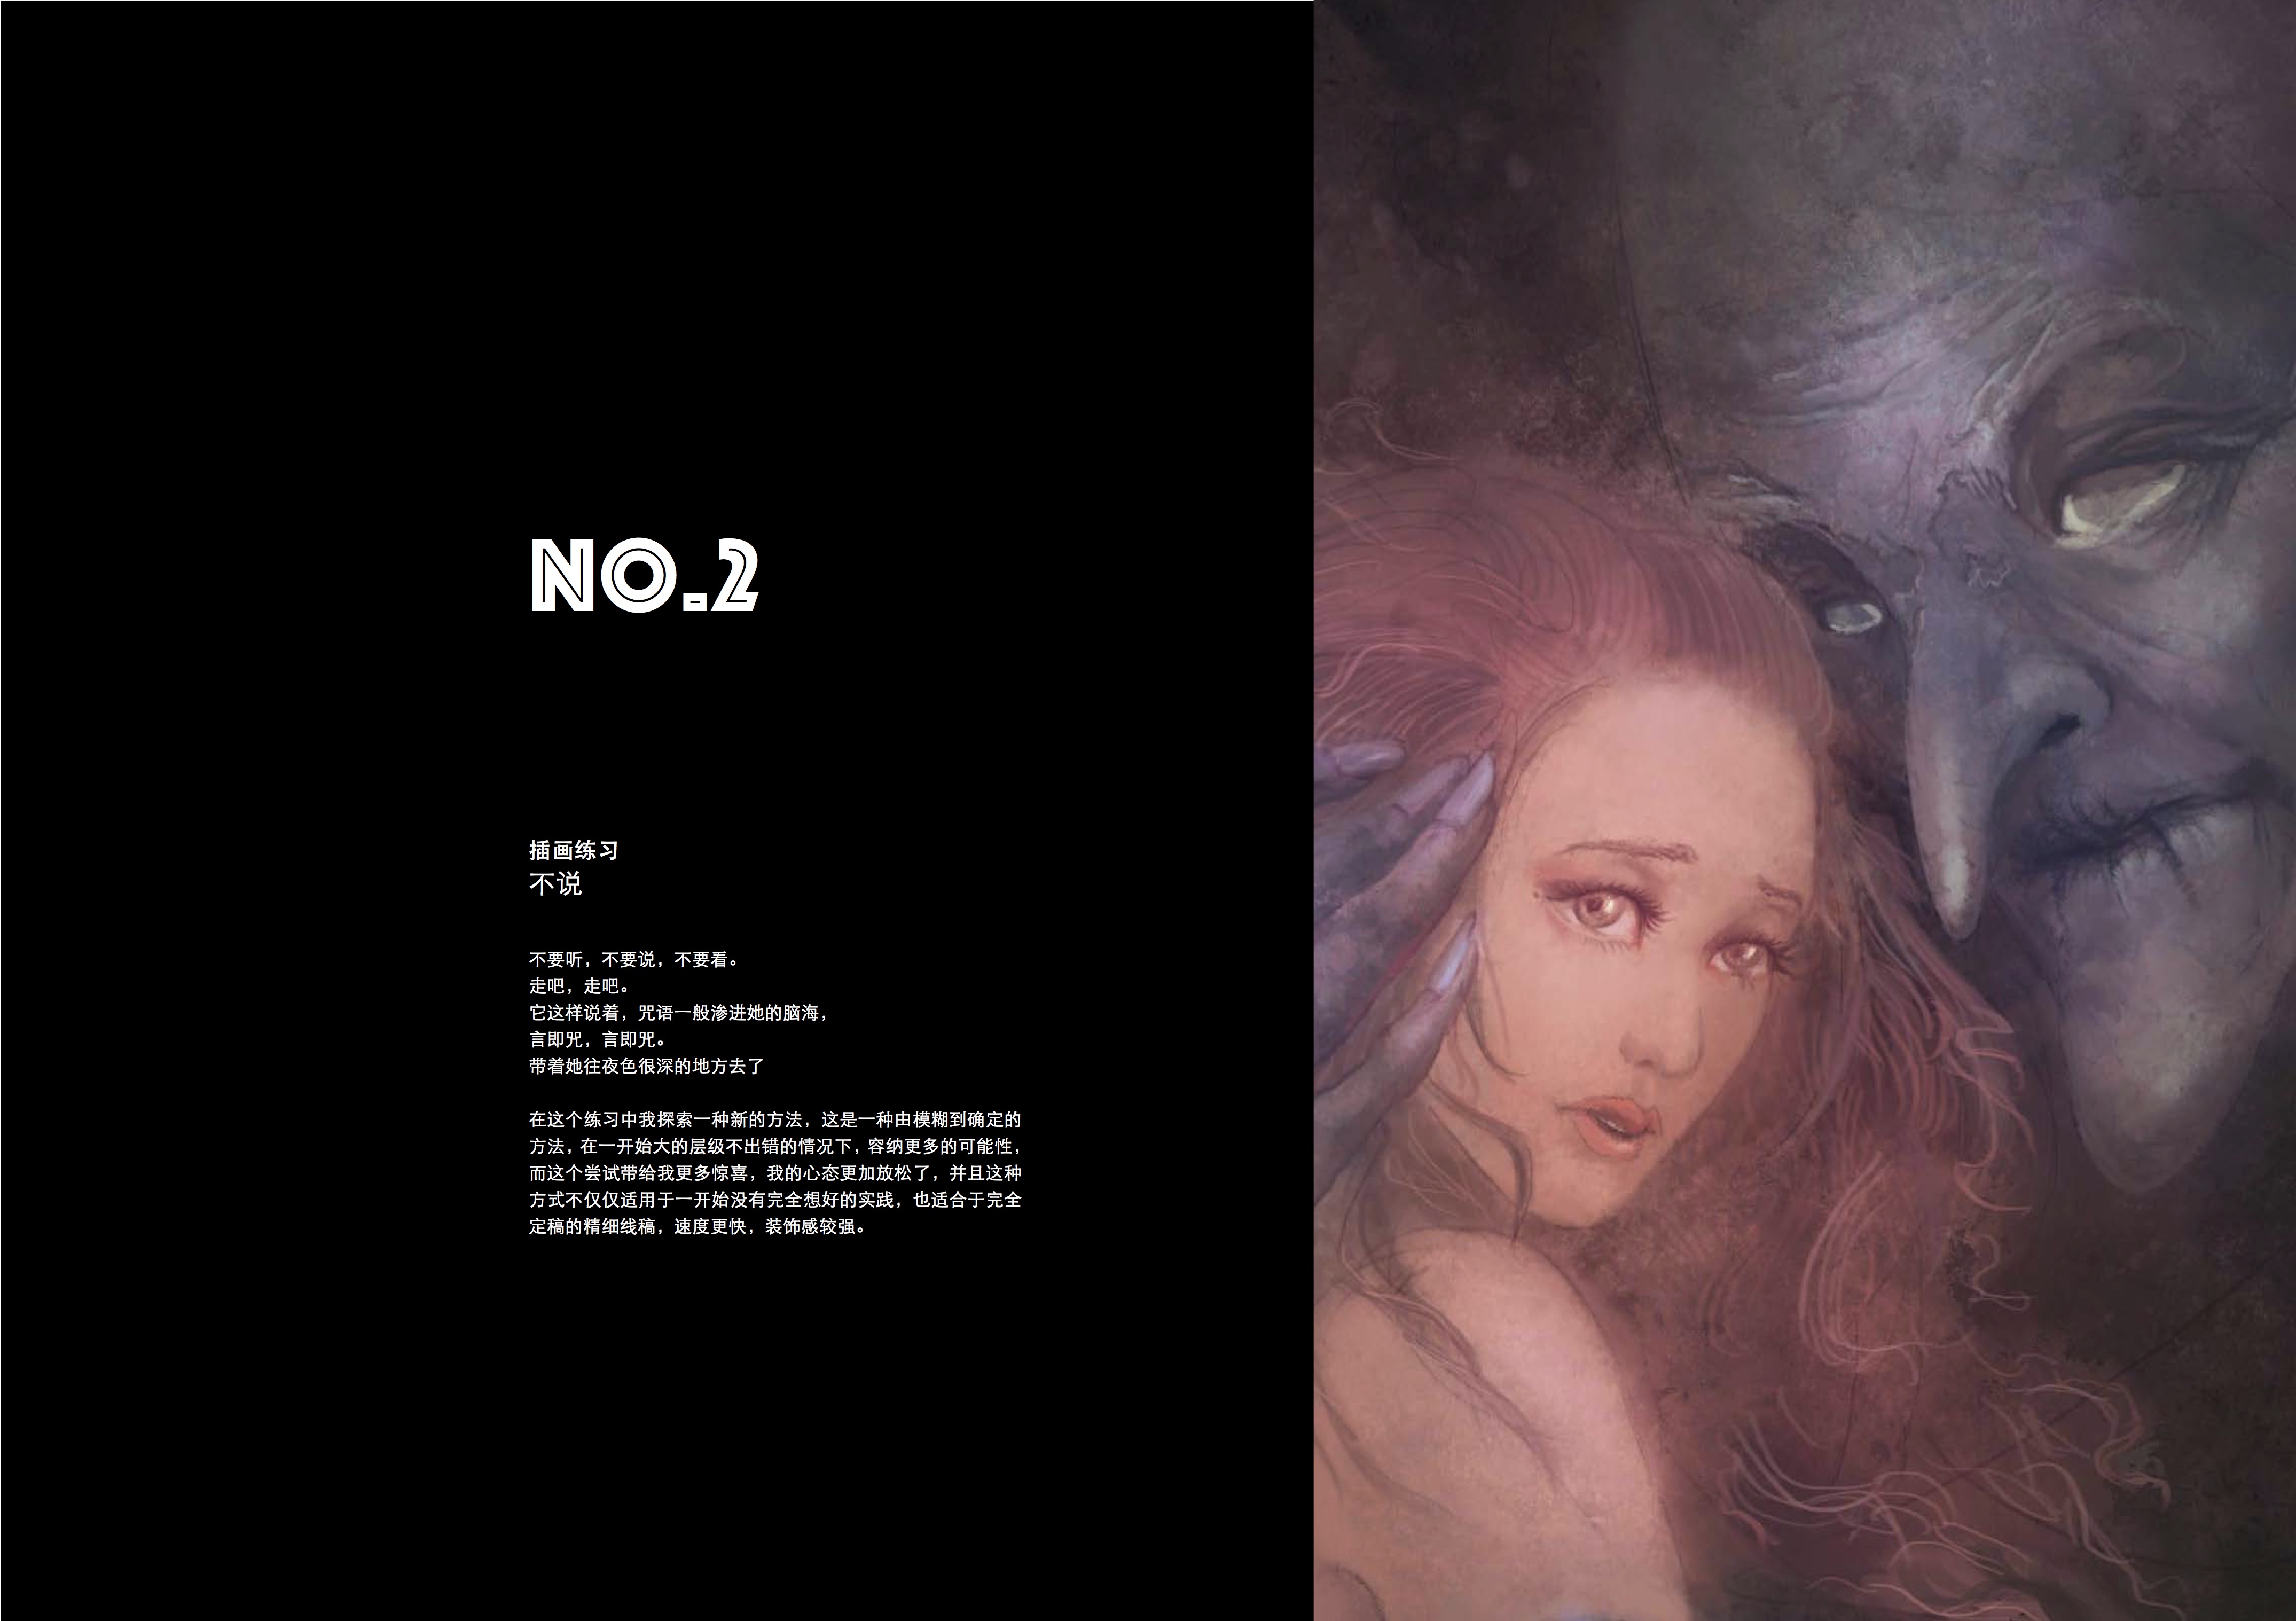 NO.2
插画练习
不说
不要听，不要说，不要看。
走吧，走吧。
它这样说着，咒语一般渗进她的脑海，
言即咒，言即咒。
带着她往夜色很深的地方去了
在这个练习中我探索一种新的方法，这是一种由模糊到确定的
方法，在一开始大的层级不出错的情况下，容纳更多的可能性，
而这个尝试带给我更多惊喜，我的心态更加放松了，并且这种
方式不仅仅适用于一开始没有完全想好的实践，也适合于完全
定稿的精细线稿，速度更快，装饰感较强。